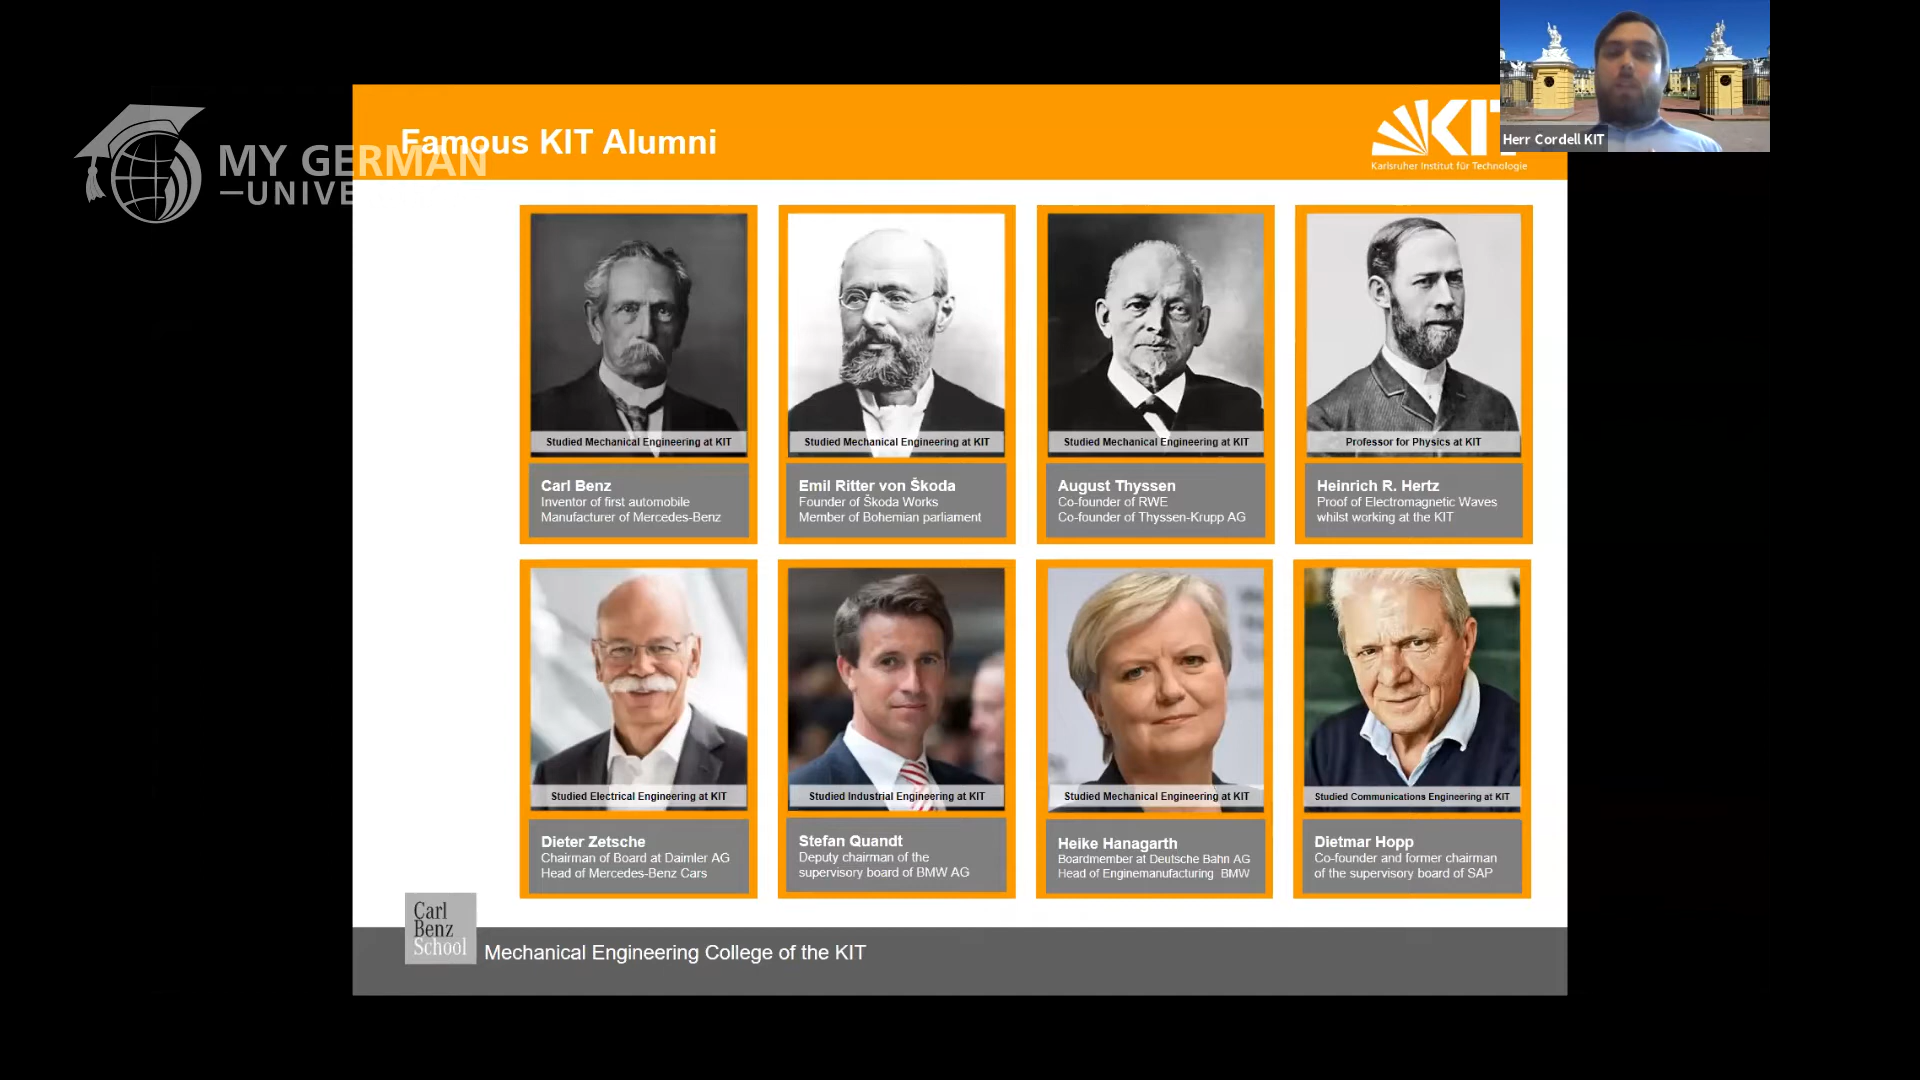 MY GERMAN
UNIVE
Famous KIT Alumni
KIT
Karlsruher Institut für Technologie
Herr Cordell KIT
Studied Mechanical Engineering at KIT
Carl Benz
Inventor of first automobile
Manufacturer of Mercedes-Benz
Studied Mechanical Engineering at KIT
Emil Ritter von Škoda
Founder of Škoda Works
Member of Bohemian parliament
Studied Mechanical Engineering at KIT
August Thyssen
Co-founder of RWE
Co-founder of Thyssen-Krupp AG
Professor for Physics at KIT
Heinrich R. Hertz
Proof of Electromagnetic Waves
whilst working at the KIT
Studied Electrical Engineering at KIT
Dieter Zetsche
Chairman of Board at Daimler AG
Head of Mercedes-Benz Cars
Studied Industrial Engineering at KIT
Stefan Quandt
Deputy chairman of the
supervisory board of BMW AG
Studied Mechanical Engineering at KIT
Heike Hanagarth
Boardmember at Deutsche Bahn AG
Head of Enginemanufacturing BMW
Studied Communications Engineering at KIT
Dietmar Hopp
Co-founder and former chairman
of the supervisory board of SAP
Carl
Benz
School
Mechanical Engineering College of the KIT